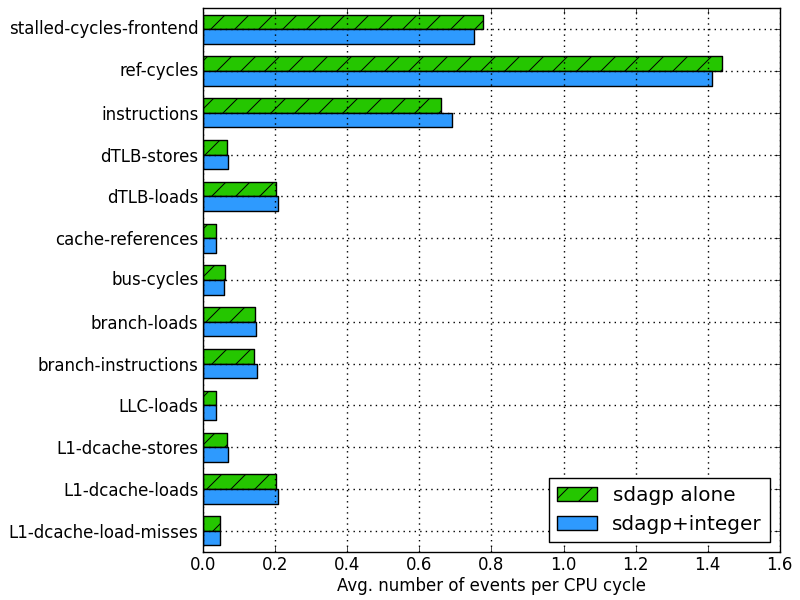 stalled-cycles-frontend
ref-cycles
instructions
dTLB-stores
dTLB-loads
cache-references
bus-cycles
branch-loads
branch-instructions
LLC-loads
L1-dcache-stores
L1-dcache-loads
L1-dcache-load-misses
sdagp alone
sdagp+integer
0.0 0.2 0.4 0.6 0.8 1.0 1.2 1.4 1.6
Avg. number of events per CPU cycle